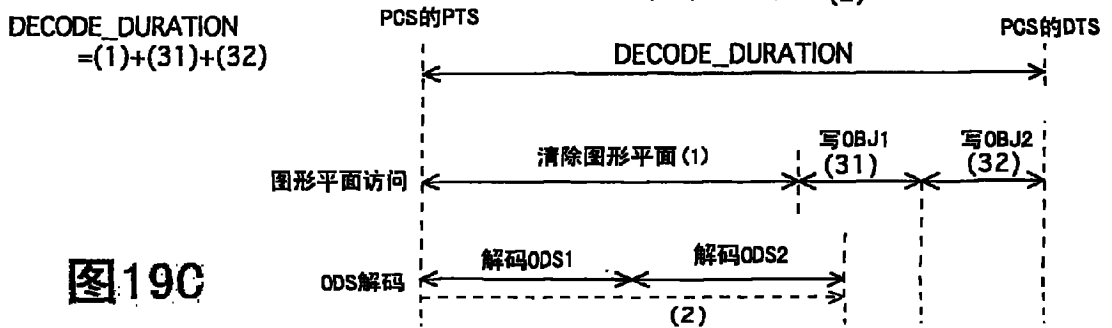 PCS的PTS
PCS的DTS
DECODE_DURATION
=(1)+(31)+(32)
DECODE_DURATION
图形平面访问
清除图形平面(1)
写OBJ1
(31)
写OBJ2
(32)
图19C
ODS解码
解码ODS1
解码ODS2
(2)